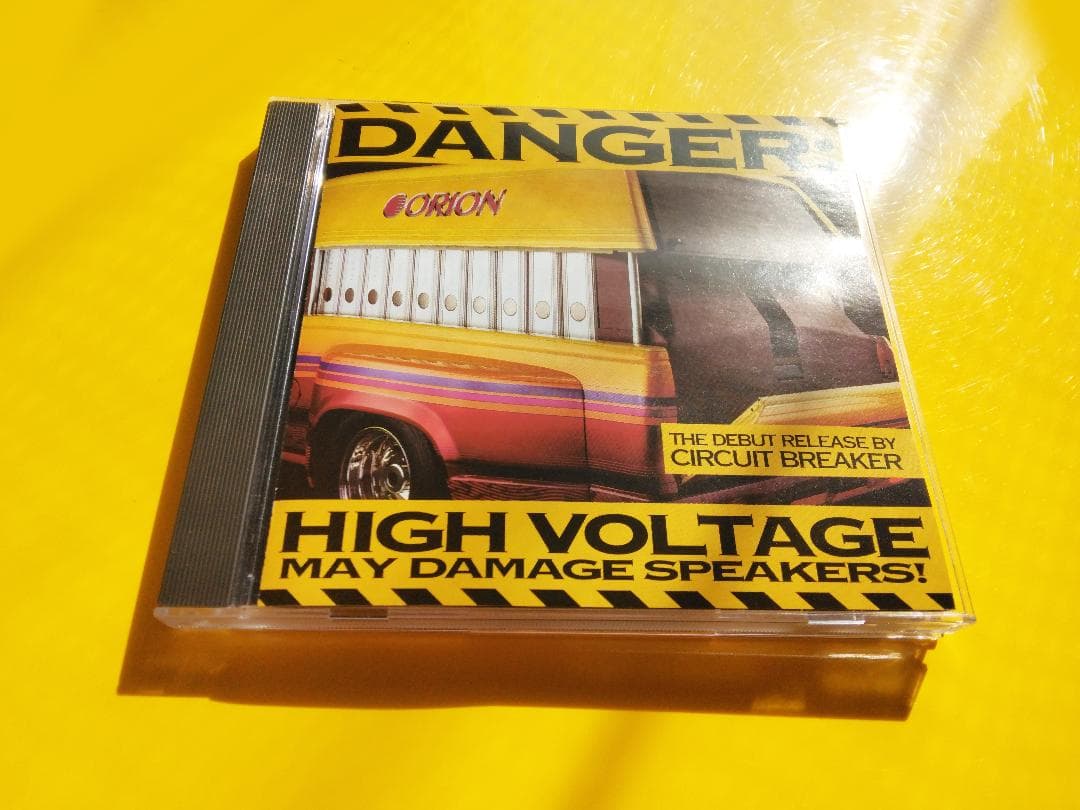 DANGER:
ORION
THE DEBUT RELEASE BY
CIRCUIT BREAKER
HIGH VOLTAGE
MAY DAMAGE SPEAKERS!